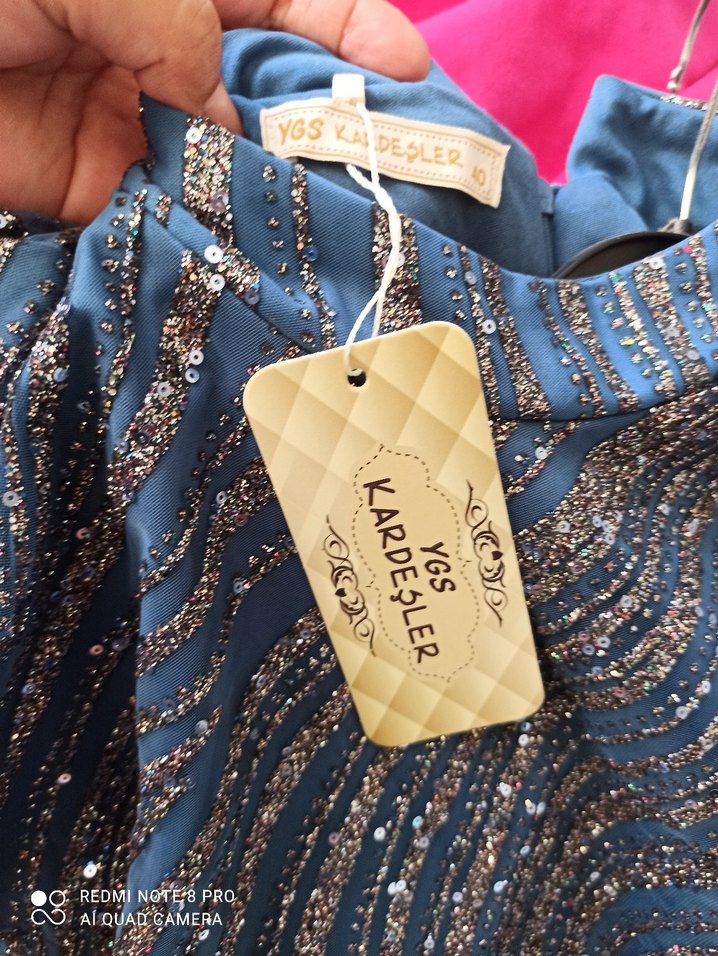 YGS KARDEŞLER 40
YGS
KARDEŞLER
REDMI NOTE 8 PRO
AI QUAD CAMERA